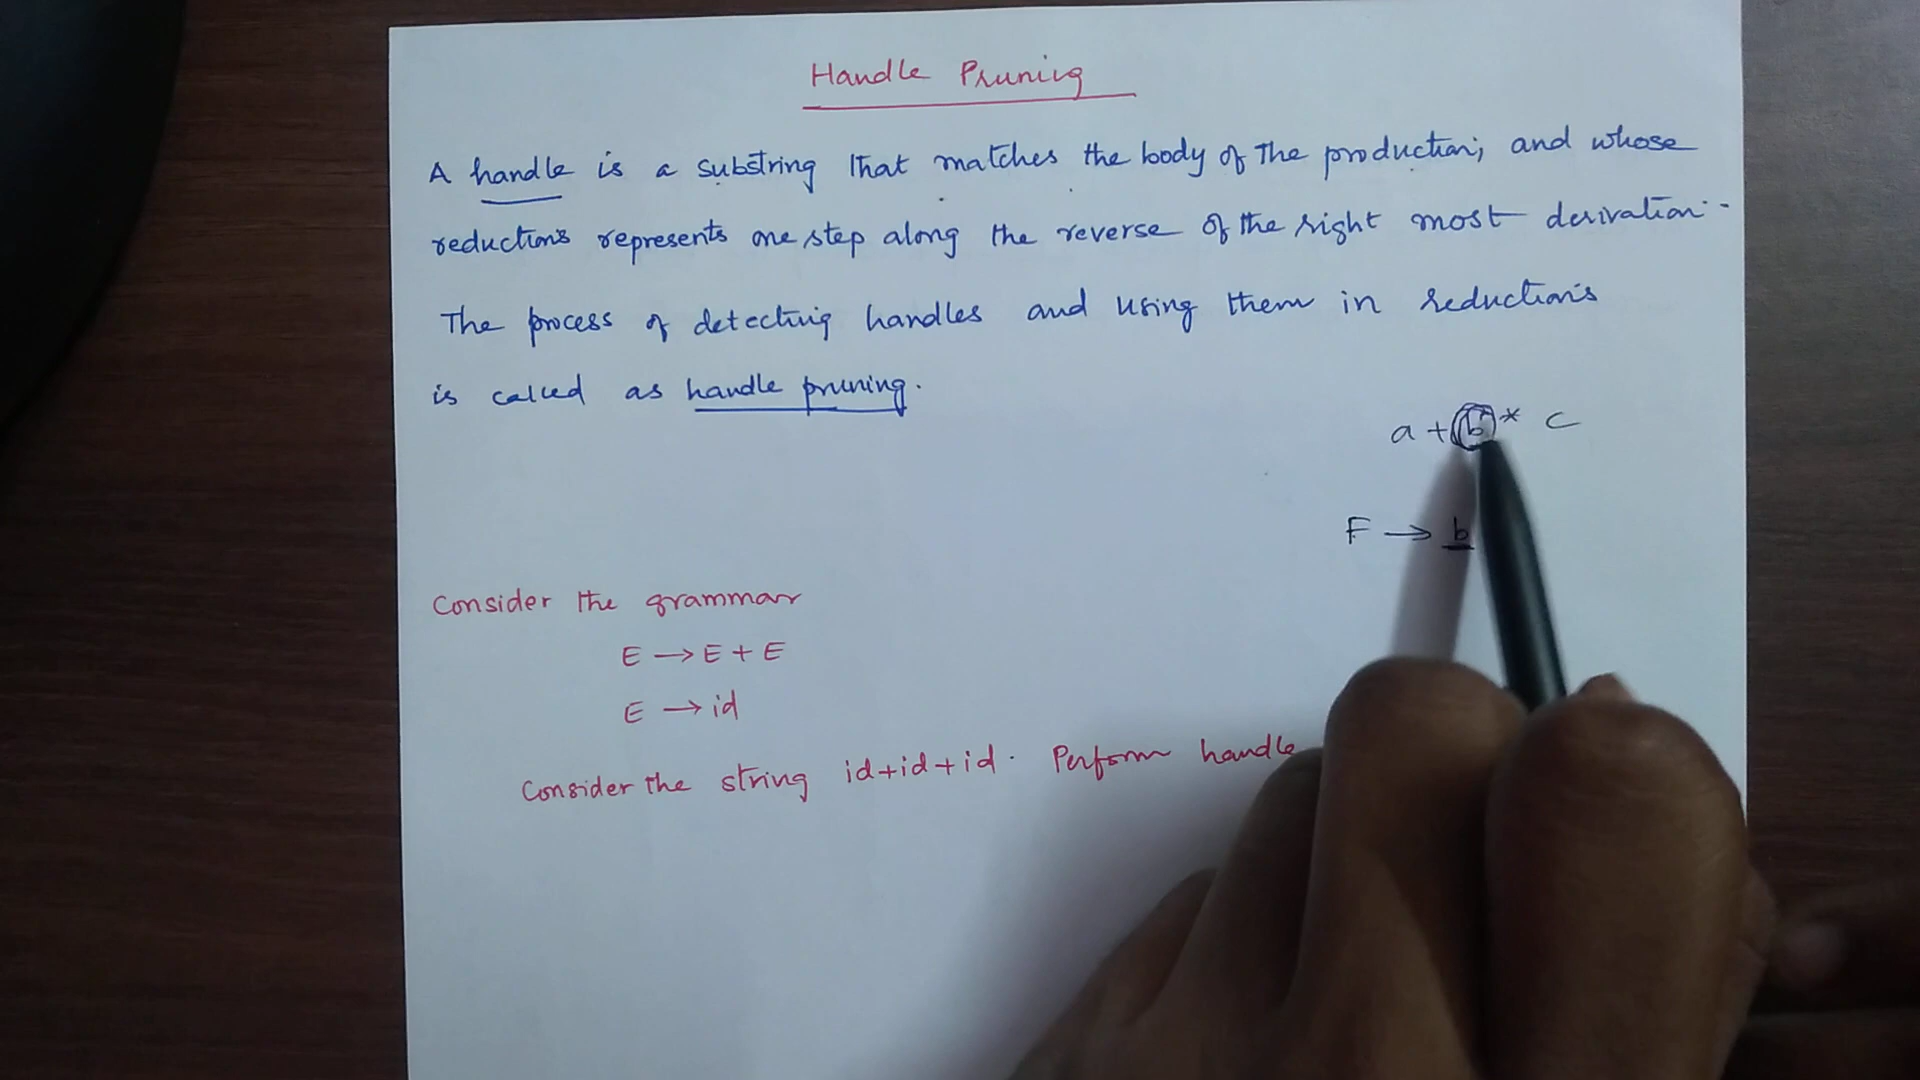 Handle Pruning
A handle is a substring that matches the body of the production; and whose
reductions represents one step along the reverse of the right most derivation.
The process of detecting handles and using them in reductions
is called as handle pruning.
a + b * c
F → b
Consider the grammar
E → E + E
E → id
Consider the string id+id+id. Perform handle